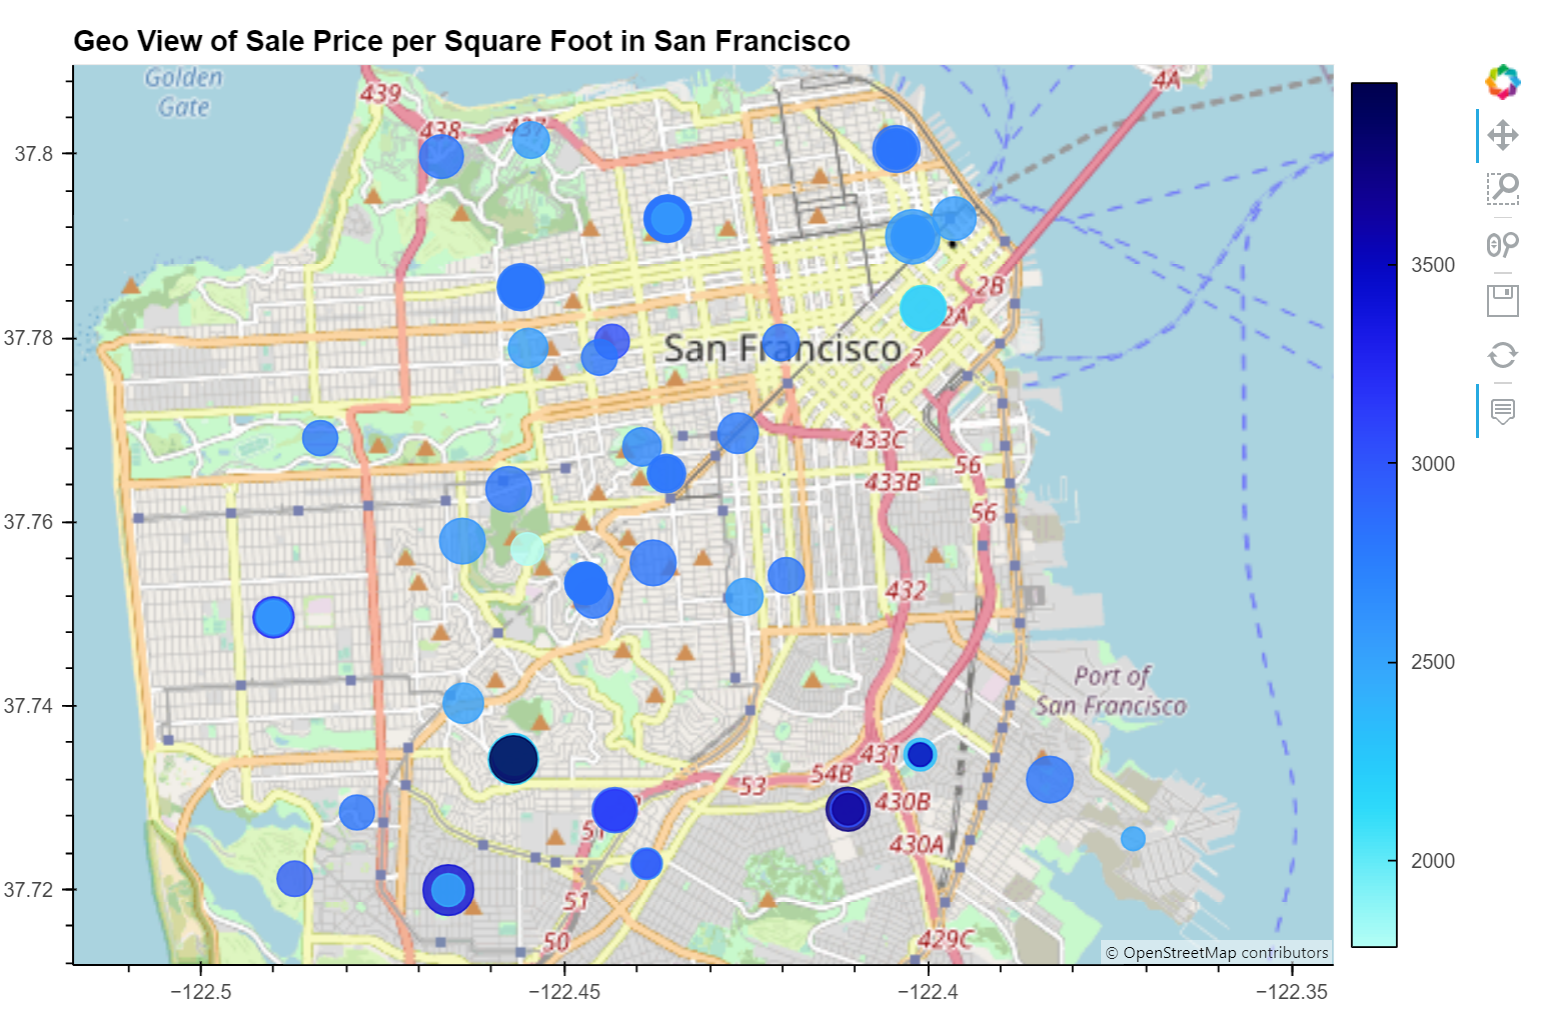 Geo View of Sale Price per Square Foot in San Francisco
Golden
Gate
439
438
437
4A
37.8
2B
2A
3500
37.78
San Francisco
2
1
433C
56
3000
433B
37.76
56
432
Port of
San Francisco
2500
37.74
431
53
54B
430B
51
430A
2000
37.72
51
50
429C
© OpenStreetMap contributors
−122.5
−122.45
−122.4
−122.35